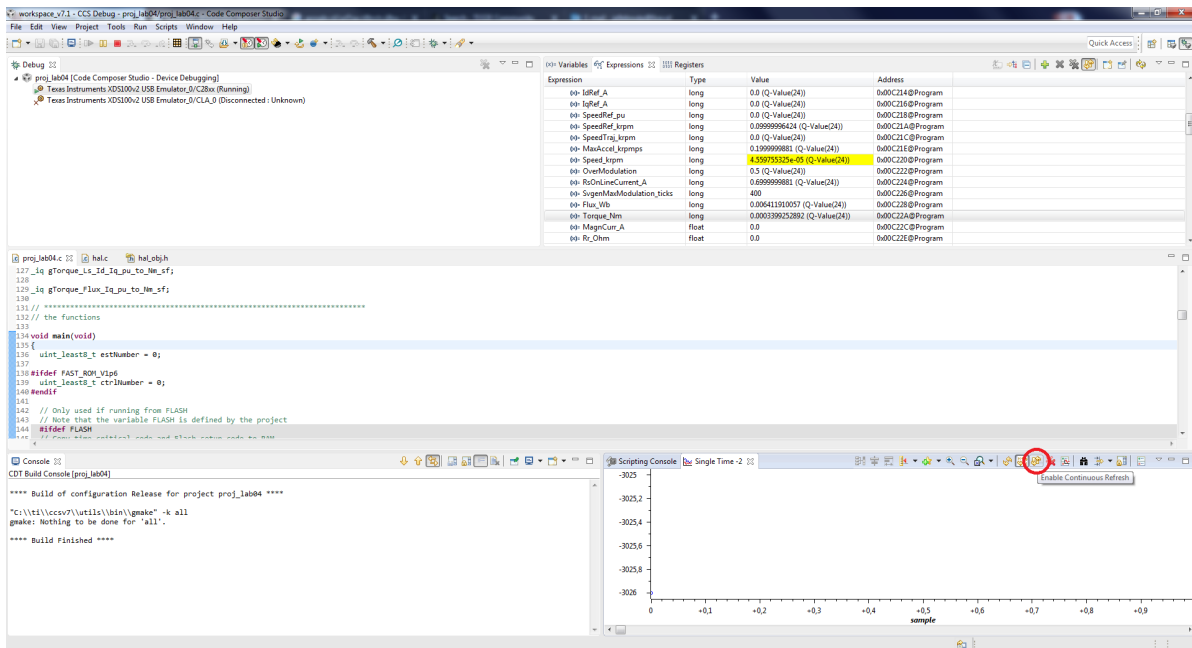 workspace_v7.1 - CCS Debug - proj_lab04/proj_lab04.c - Code Composer Studio
File Edit View Project Tools Run Scripts Window Help
Quick Access
Debug
proj_lab04 [Code Composer Studio - Device Debugging]
Texas Instruments XDS100v2 USB Emulator_0/C28xx (Running)
Texas Instruments XDS100v2 USB Emulator_0/CLA_0 (Disconnected : Unknown)
(x)= Variables Expressions Registers
Expression Type Value Address
(x)= IdRef_A long 0.0 (Q-Value(24)) 0x00C214@Program
(x)= IqRef_A long 0.0 (Q-Value(24)) 0x00C216@Program
(x)= SpeedRef_pu long 0.0 (Q-Value(24)) 0x00C218@Program
(x)= SpeedRef_krpm long 0.09999996424 (Q-Value(24)) 0x00C21A@Program
(x)= SpeedTraj_krpm long 0.0 (Q-Value(24)) 0x00C21C@Program
(x)= MaxAccel_krpmps long 0.1999999881 (Q-Value(24)) 0x00C21E@Program
(x)= Speed_krpm long 4.559755325e-05 (Q-Value(24)) 0x00C220@Program
(x)= OverModulation long 0.5 (Q-Value(24)) 0x00C222@Program
(x)= RsOnLineCurrent_A long 0.6999999881 (Q-Value(24)) 0x00C224@Program
(x)= SvgenMaxModulation_ticks long 400 0x00C226@Program
(x)= Flux_Wb long 0.006411910057 (Q-Value(24)) 0x00C228@Program
(x)= Torque_Nm long 0.0003399252892 (Q-Value(24)) 0x00C22A@Program
(x)= MagnCurr_A float 0.0 0x00C22C@Program
(x)= Rr_Ohm float 0.0 0x00C22E@Program
proj_lab04.c hal.c hal_obj.h
127 _iq gTorque_Ls_Id_Iq_pu_to_Nm_sf;
128
129 _iq gTorque_Flux_Iq_pu_to_Nm_sf;
130
131 // **************************************************************************
132 // the functions
133
134 void main(void)
135 {
136 uint_least8_t estNumber = 0;
137
138 #ifdef FAST_ROM_V1p6
139 uint_least8_t ctrlNumber = 0;
140 #endif
141
142 // Only used if running from FLASH
143 // Note that the variable FLASH is defined by the project
144 #ifdef FLASH
Console
CDT Build Console [proj_lab04]
**** Build of configuration Release for project proj_lab04 ****
"C:\\ti\\ccsv7\\utils\\bin\\gmake" -k all
gmake: Nothing to be done for 'all'.
**** Build Finished ****
Scripting Console Single Time -2
Enable Continuous Refresh
-3025
-3025,2
-3025,4
-3025,6
-3025,8
-3026
0 +0,1 +0,2 +0,3 +0,4 +0,5 +0,6 +0,7 +0,8 +0,9
sample